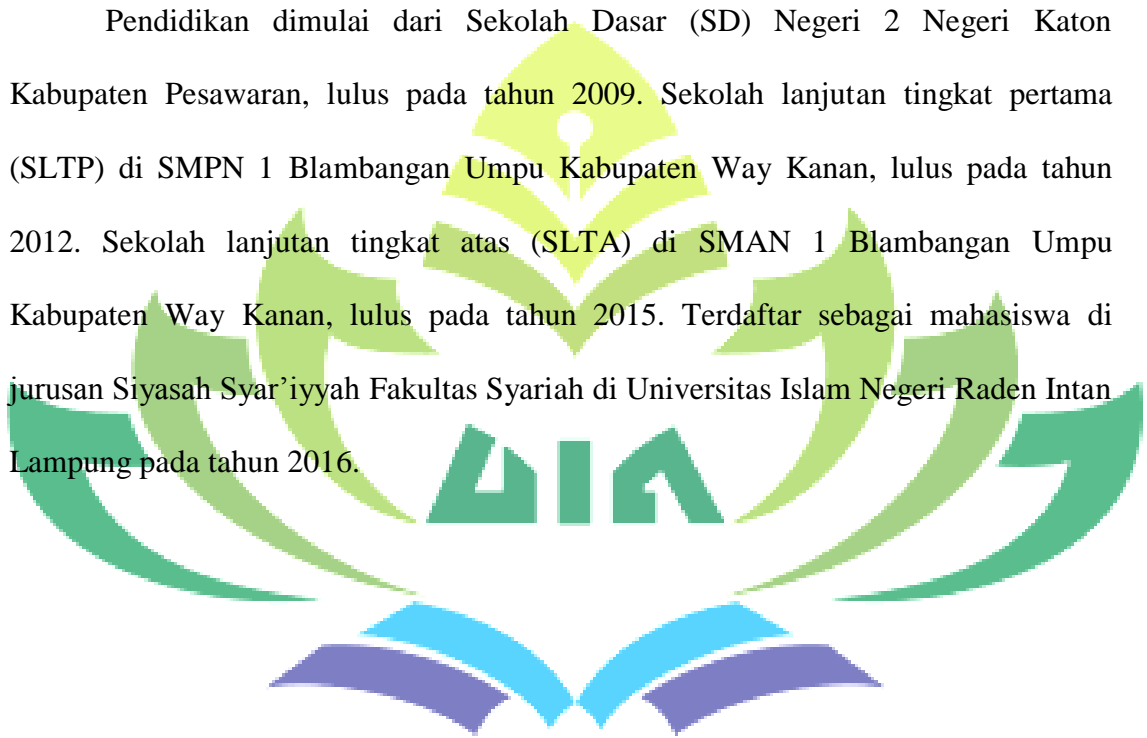 Pendidikan dimulai dari Sekolah Dasar (SD) Negeri 2 Negeri Katon
Kabupaten Pesawaran, lulus pada tahun 2009. Sekolah lanjutan tingkat pertama
(SLTP) di SMPN 1 Blambangan Umpu Kabupaten Way Kanan, lulus pada tahun
2012. Sekolah lanjutan tingkat atas (SLTA) di SMAN 1 Blambangan Umpu
Kabupaten Way Kanan, lulus pada tahun 2015. Terdaftar sebagai mahasiswa di
jurusan Siyasah Syar’iyyah Fakultas Syariah di Universitas Islam Negeri Raden Intan
Lampung pada tahun 2016.
UIN